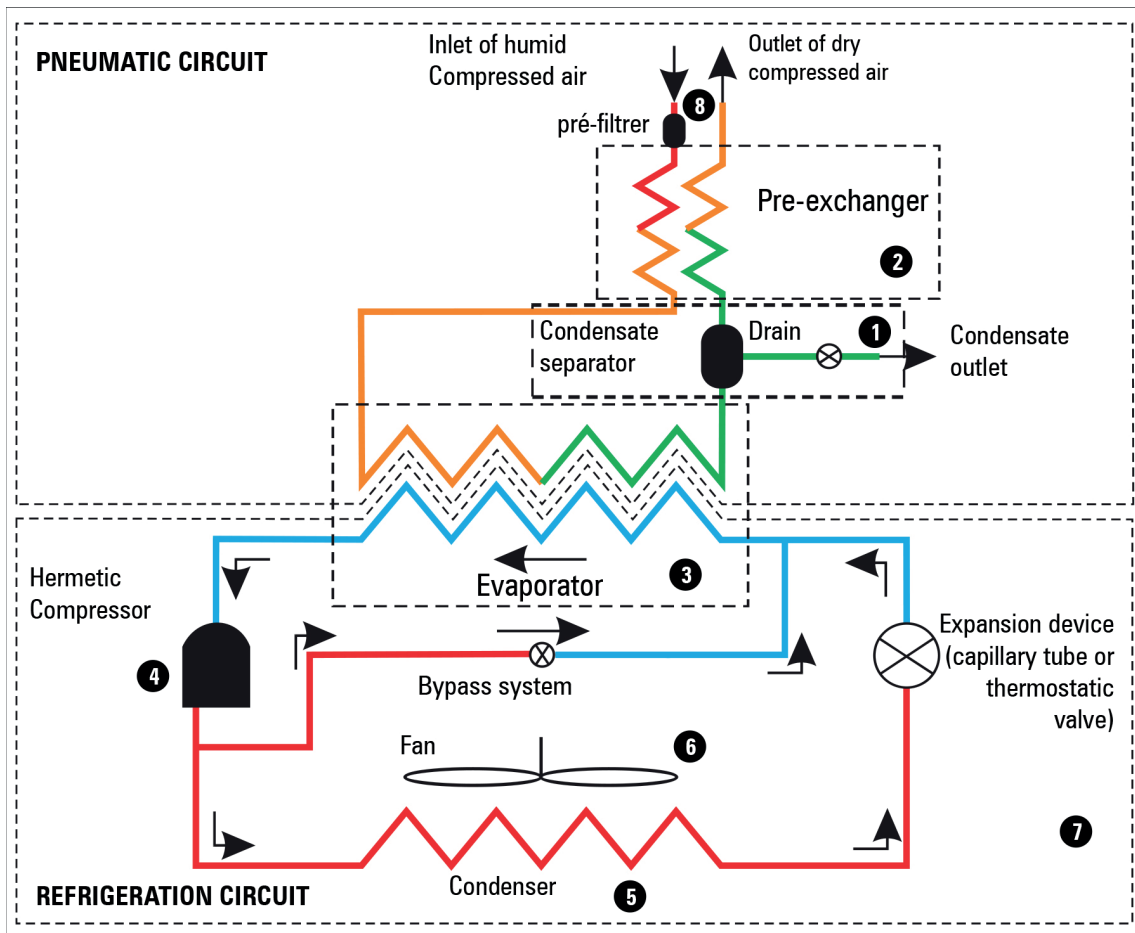 PNEUMATIC CIRCUIT
Inlet of humid
Compressed air
Outlet of dry
compressed air
8
pré-filtrer
Pre-exchanger
2
Condensate
separator
Drain
1
Condensate
outlet
Evaporator
3
Hermetic
Compressor
4
Bypass system
Expansion device
(capillary tube or
thermostatic
valve)
Fan
6
7
Condenser
5
REFRIGERATION CIRCUIT